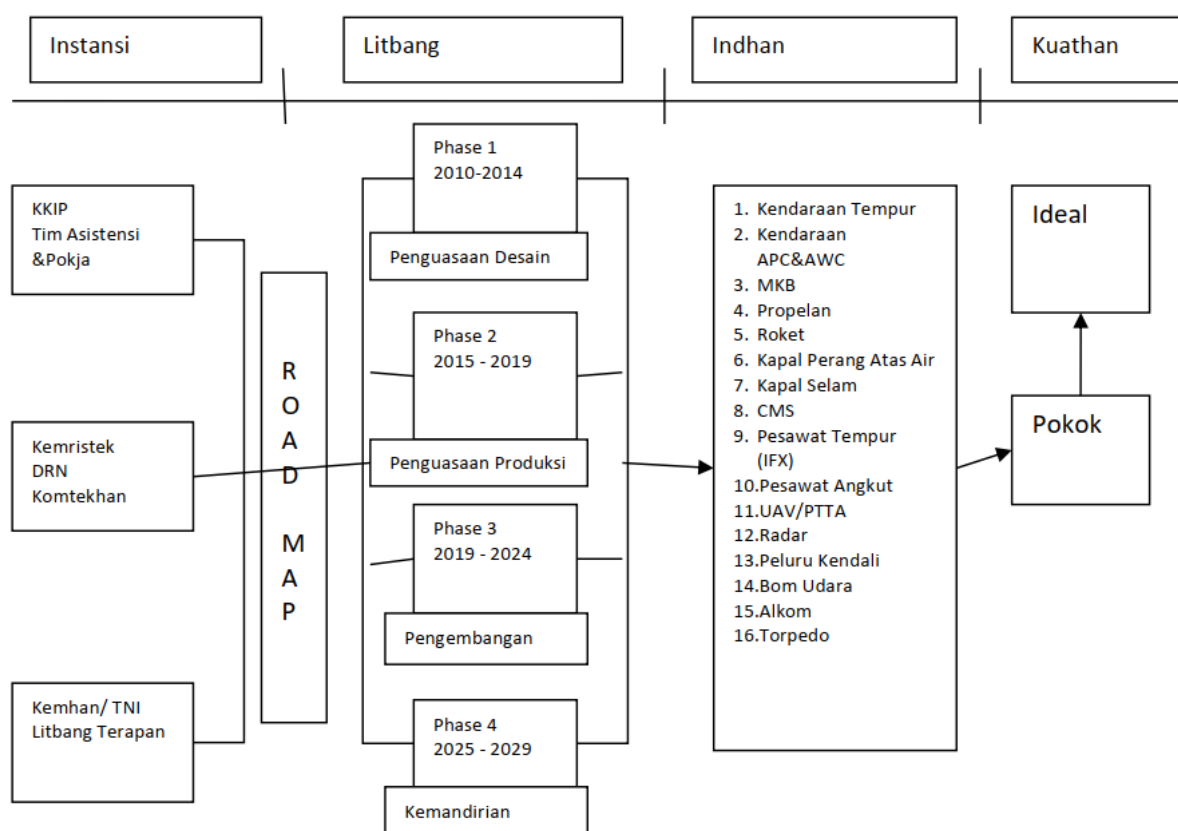 Instansi
Litbang
Indhan
Kuathan
KKIP
Tim Asistensi
&Pokja
Kemristek
DRN
Komtekhan
Kemhan/ TNI
Litbang Terapan
R
O
A
D
M
A
P
Phase 1
2010-2014
Penguasaan Desain
Phase 2
2015 - 2019
Penguasaan Produksi
Phase 3
2019 - 2024
Pengembangan
Phase 4
2025 - 2029
Kemandirian
1. Kendaraan Tempur
2. Kendaraan
APC&AWC
3. MKB
4. Propelan
5. Roket
6. Kapal Perang Atas Air
7. Kapal Selam
8. CMS
9. Pesawat Tempur
(IFX)
10.Pesawat Angkut
11.UAV/PTTA
12.Radar
13.Peluru Kendali
14.Bom Udara
15.Alkom
16.Torpedo
Ideal
Pokok